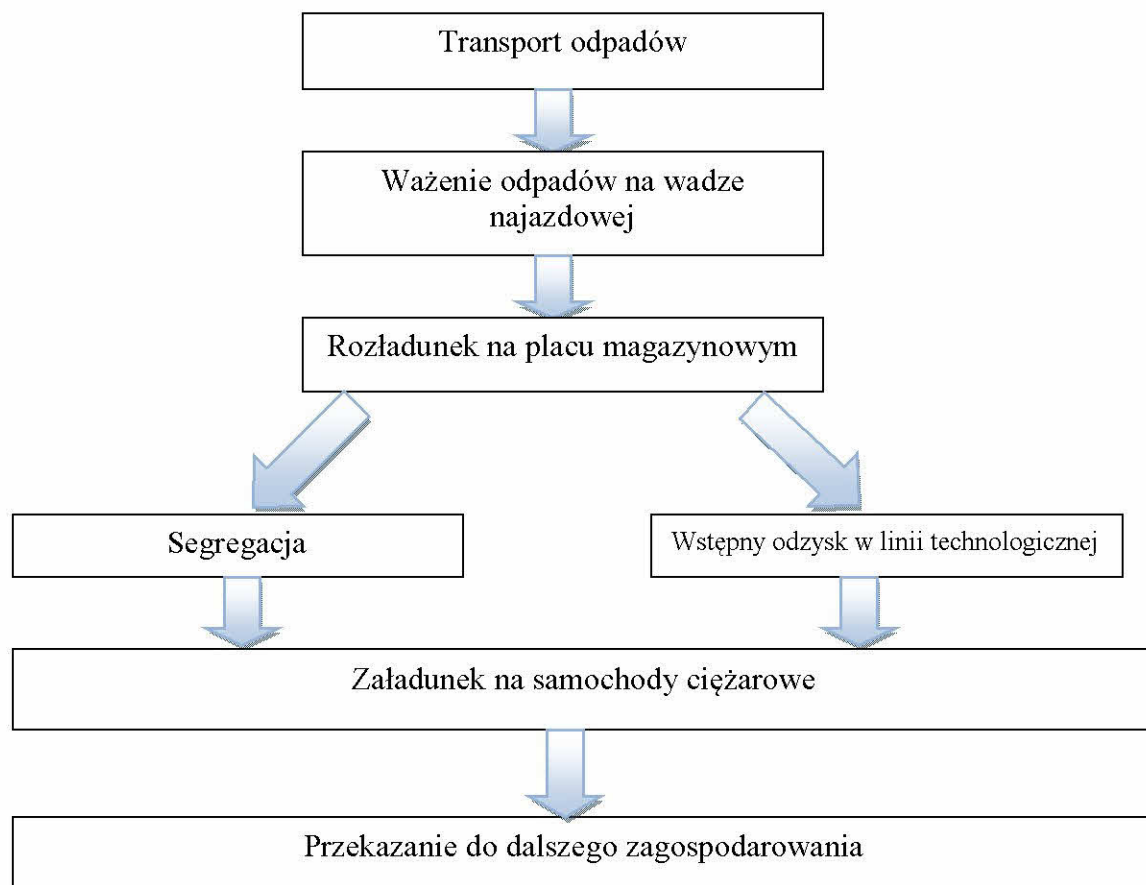 Transport odpadów
Ważenie odpadów na wadze
najazdowej
Rozładunek na placu magazynowym
Segregacja
Wstępny odzysk w linii technologicznej
Załadunek na samochody ciężarowe
Przekazanie do dalszego zagospodarowania